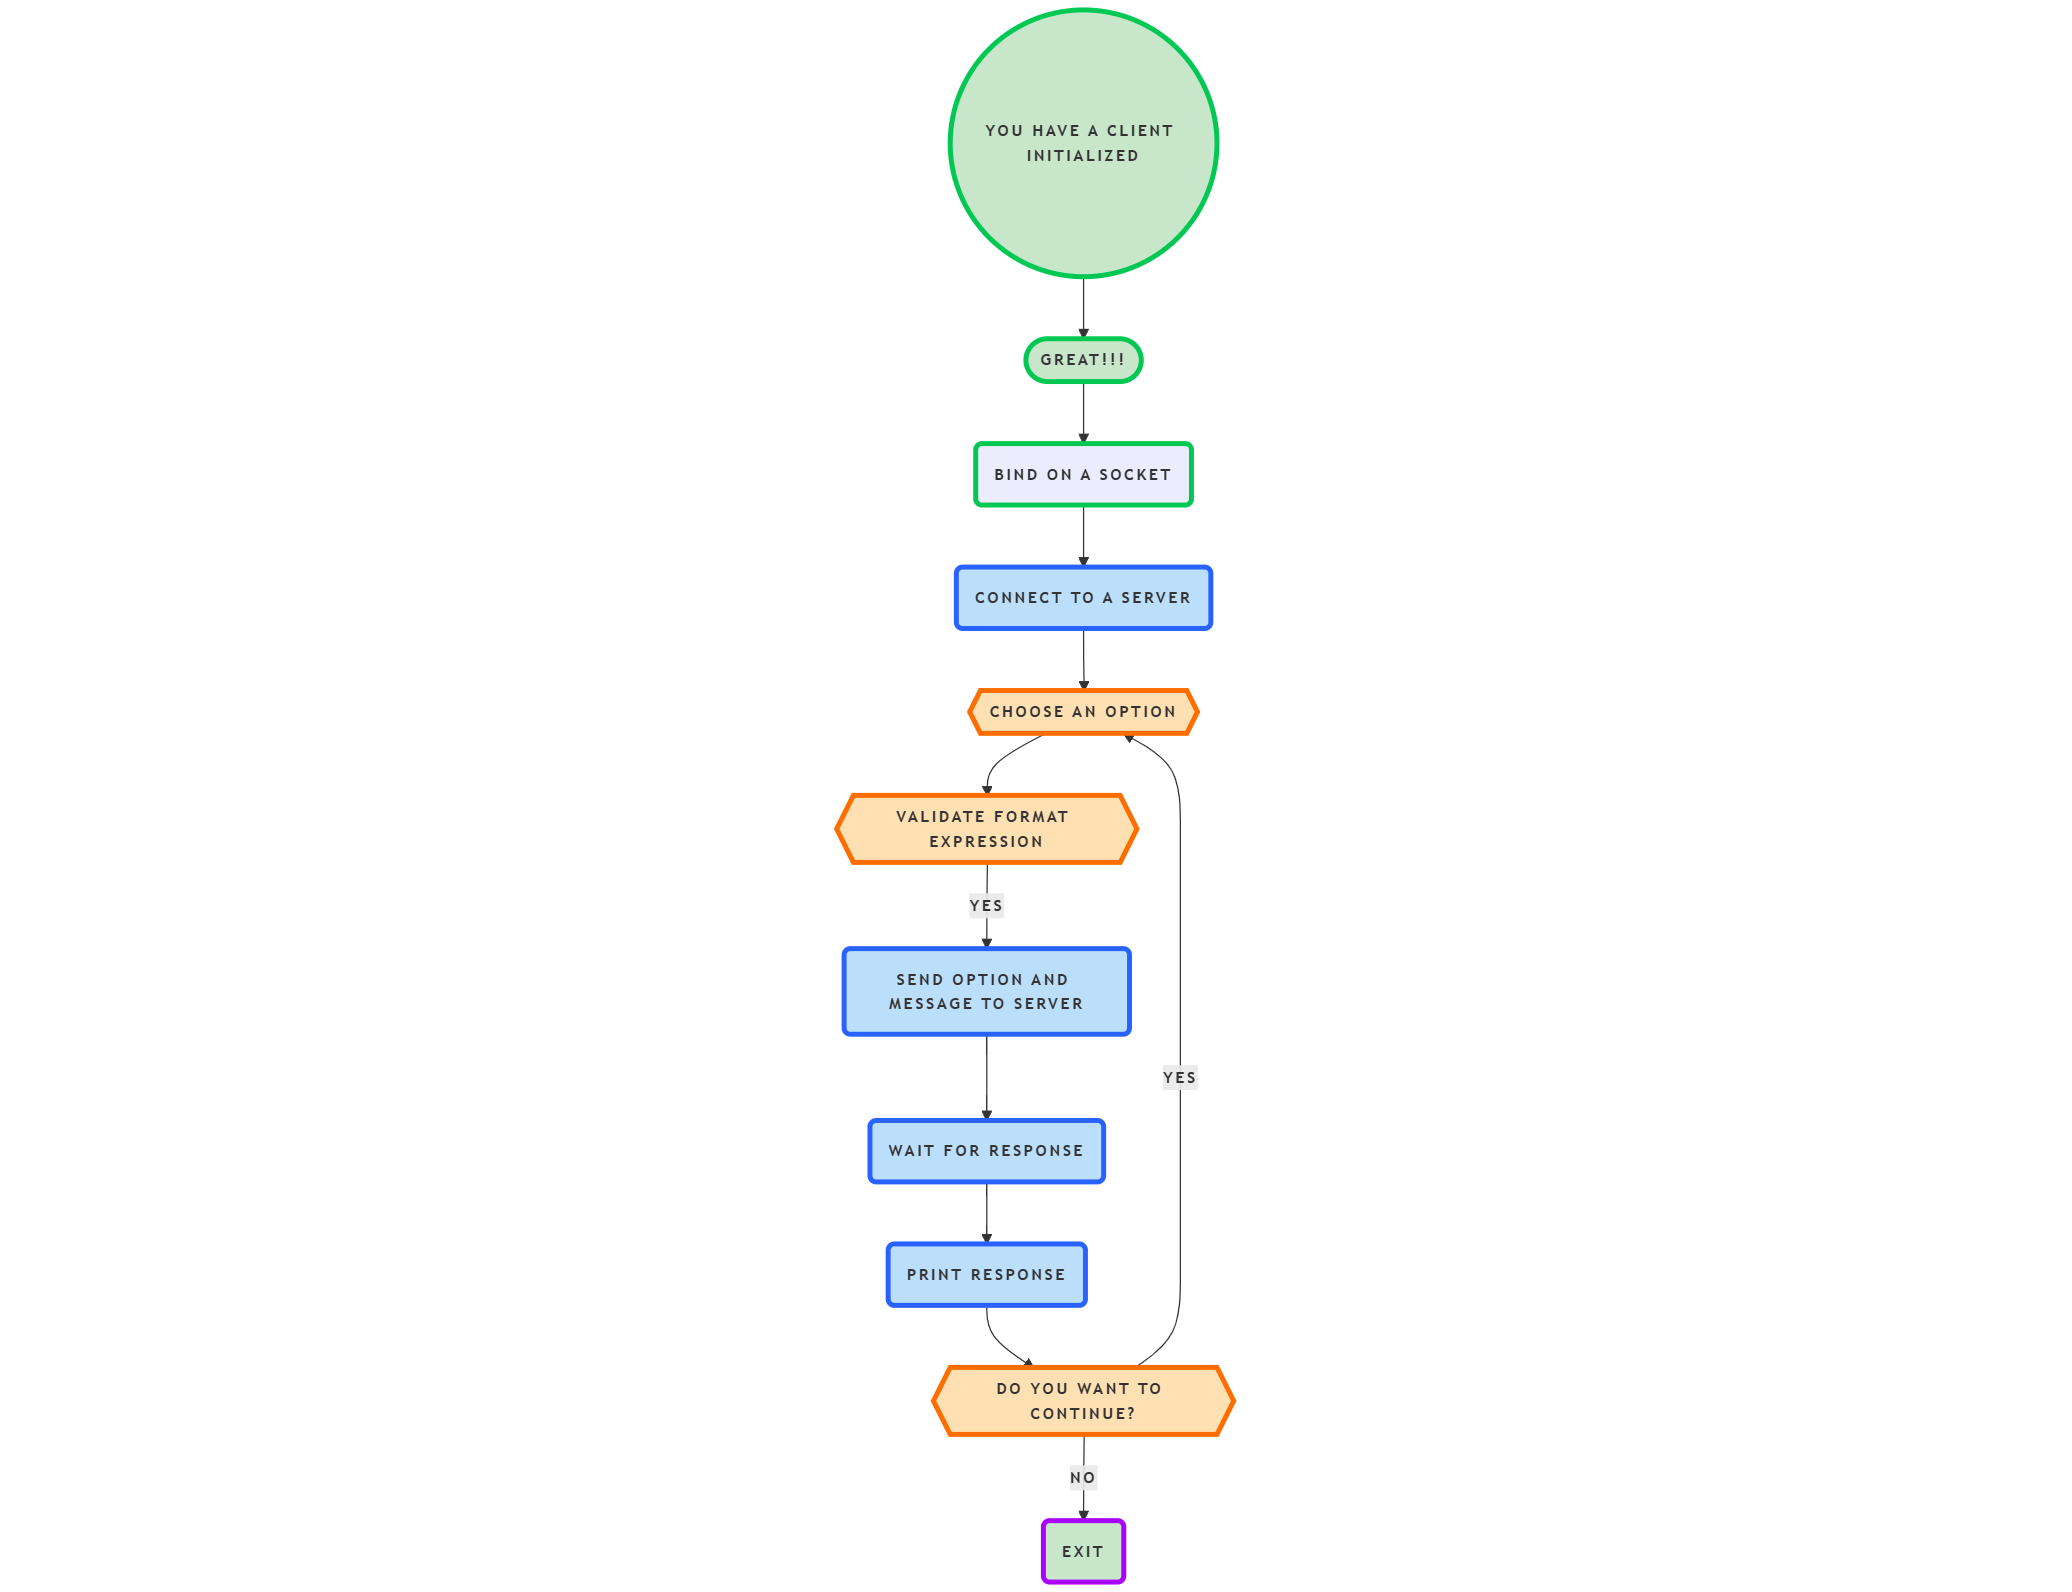 YOU HAVE A CLIENT
INITIALIZED
GREAT!!!
BIND ON A SOCKET
CONNECT TO A SERVER
CHOOSE AN OPTION
VALIDATE FORMAT
EXPRESSION
YES
SEND OPTION AND
MESSAGE TO SERVER
YES
WAIT FOR RESPONSE
PRINT RESPONSE
DO YOU WANT TO
CONTINUE?
NO
EXIT